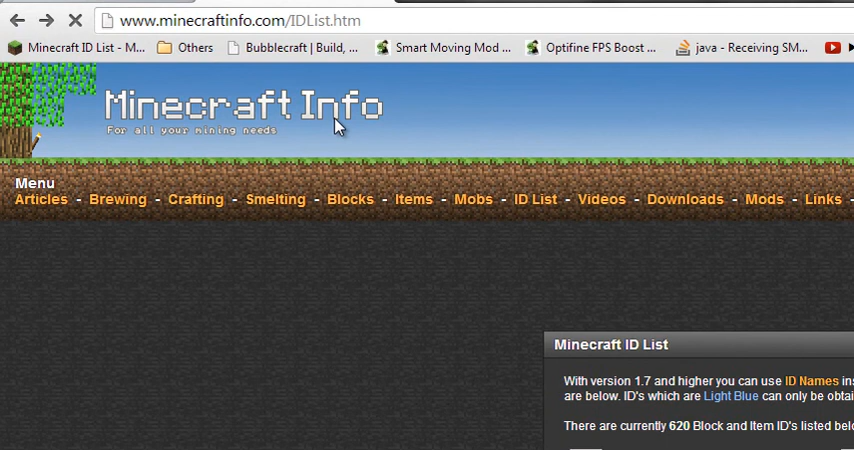 www.minecraftinfo.com/IDList.htm
Minecraft ID List - M... Others Bubblecraft | Build, ... Smart Moving Mod ... Optifine FPS Boost ... java - Receiving SM...
Minecraft Info
For all your mining needs
Menu
Articles - Brewing - Crafting - Smelting - Blocks - Items - Mobs - ID List - Videos - Downloads - Mods - Links -
Minecraft ID List
With version 1.7 and higher you can use ID Names ins
are below. ID's which are Light Blue can only be obtai
There are currently 620 Block and Item ID's listed belo